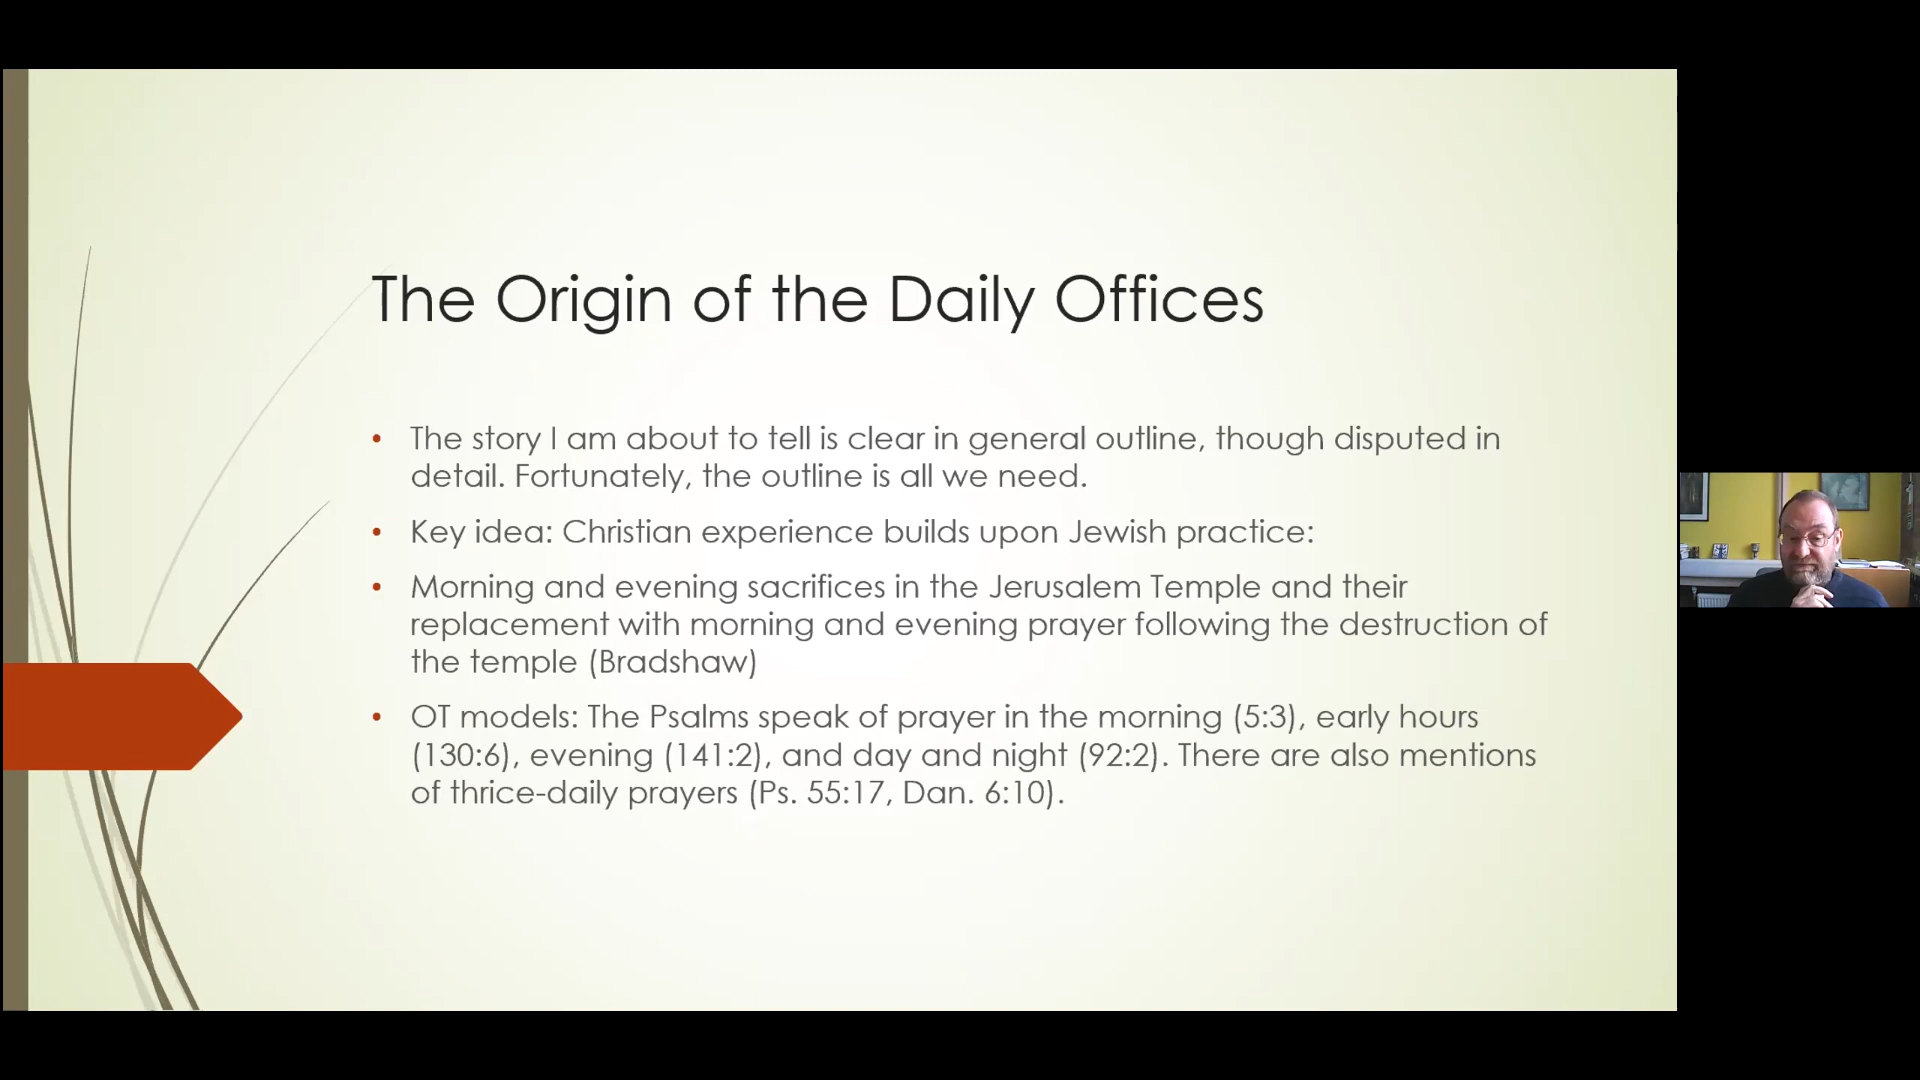 The Origin of the Daily Offices
• The story I am about to tell is clear in general outline, though disputed in
detail. Fortunately, the outline is all we need.
• Key idea: Christian experience builds upon Jewish practice:
• Morning and evening sacrifices in the Jerusalem Temple and their
replacement with morning and evening prayer following the destruction of
the temple (Bradshaw)
• OT models: The Psalms speak of prayer in the morning (5:3), early hours
(130:6), evening (141:2), and day and night (92:2). There are also mentions
of thrice-daily prayers (Ps. 55:17, Dan. 6:10).